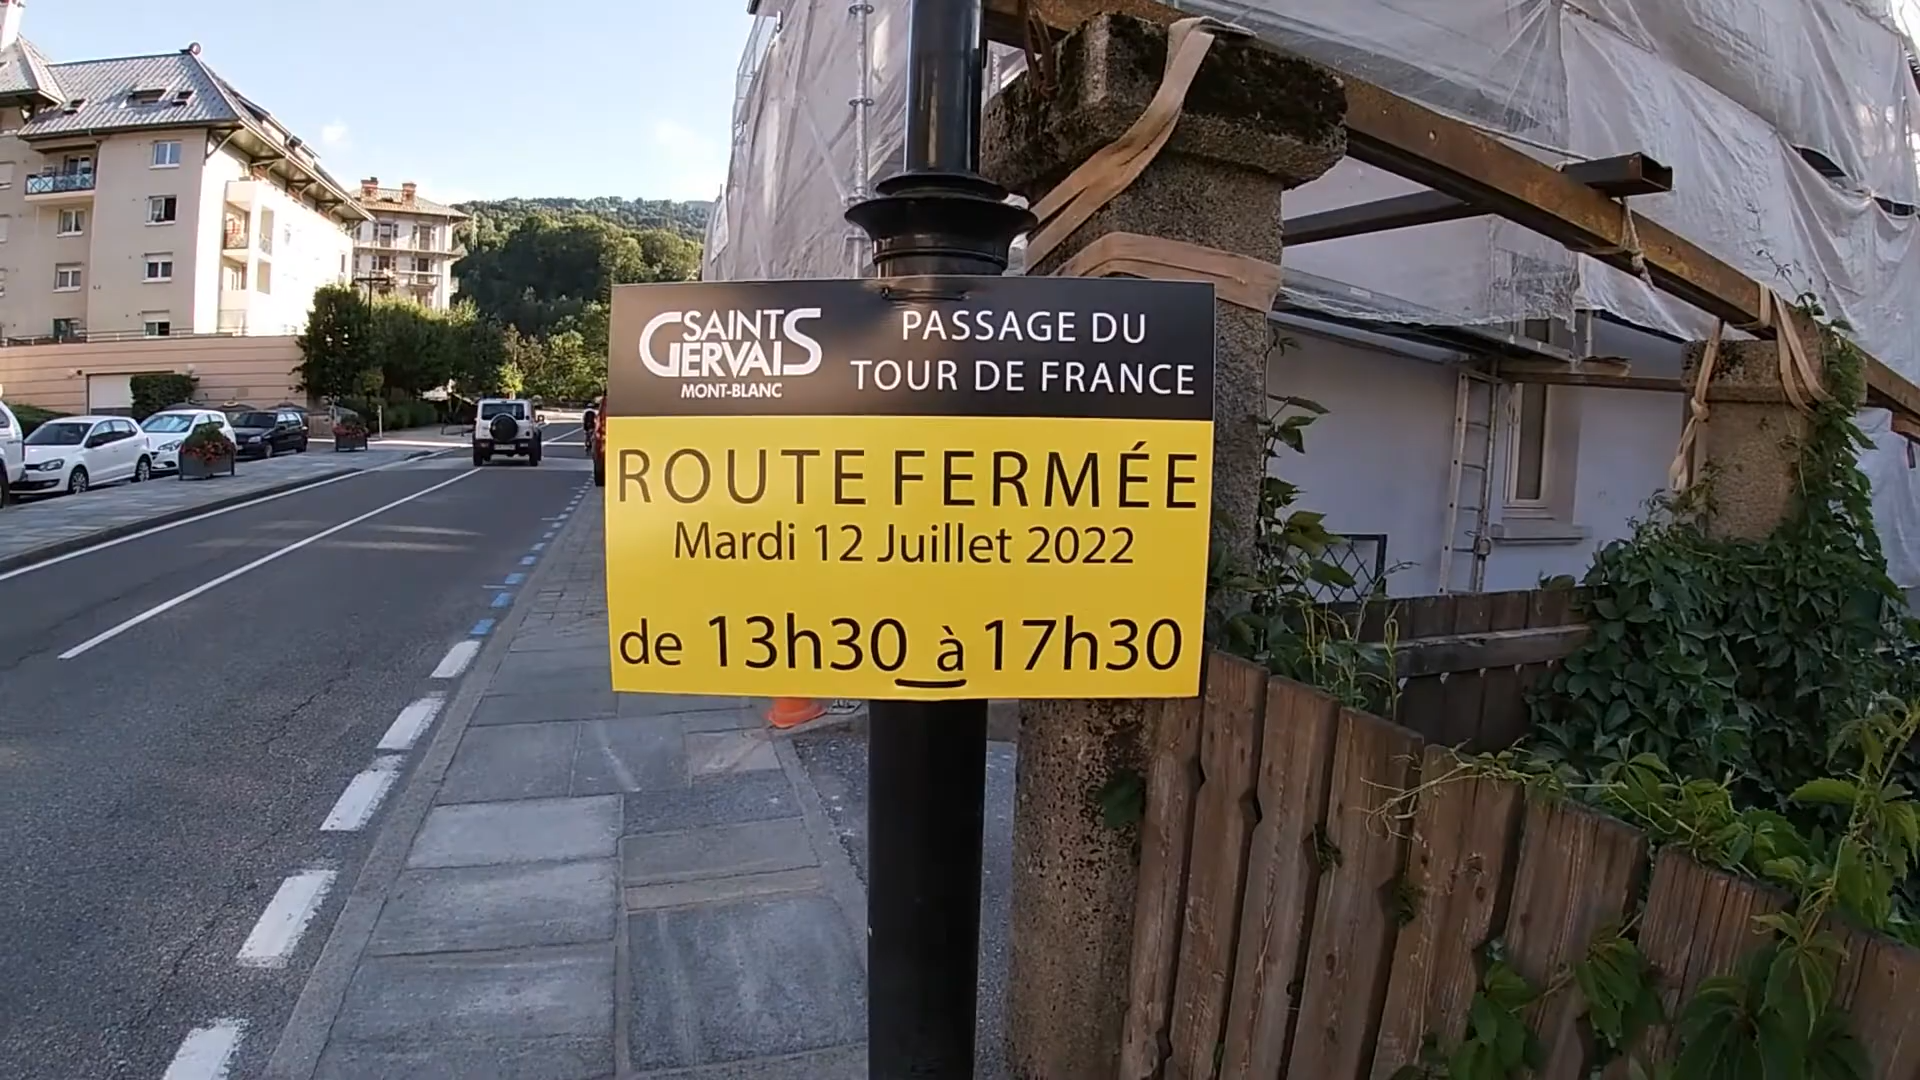 SAINT GERVAIS
MONT-BLANC
PASSAGE DU
TOUR DE FRANCE
ROUTE FERMÉE
Mardi 12 Juillet 2022
de 13h30 à 17h30